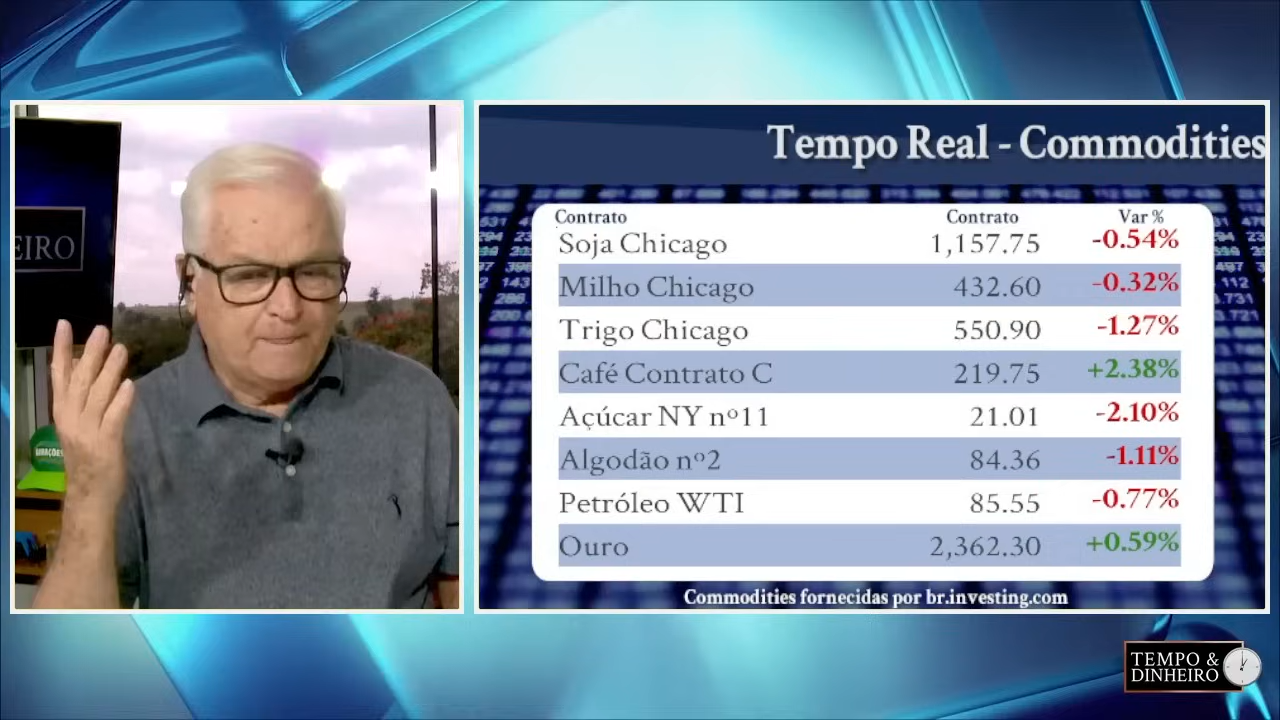 EIRO
Tempo Real - Commodities
Contrato Contrato Var %
Soja Chicago 1,157.75 -0.54%
Milho Chicago 432.60 -0.32%
Trigo Chicago 550.90 -1.27%
Café Contrato C 219.75 +2.38%
Açúcar NY nº11 21.01 -2.10%
Algodão nº2 84.36 -1.11%
Petróleo WTI 85.55 -0.77%
Ouro 2,362.30 +0.59%
Commodities fornecidas por br.investing.com
TEMPO &
DINHEIRO